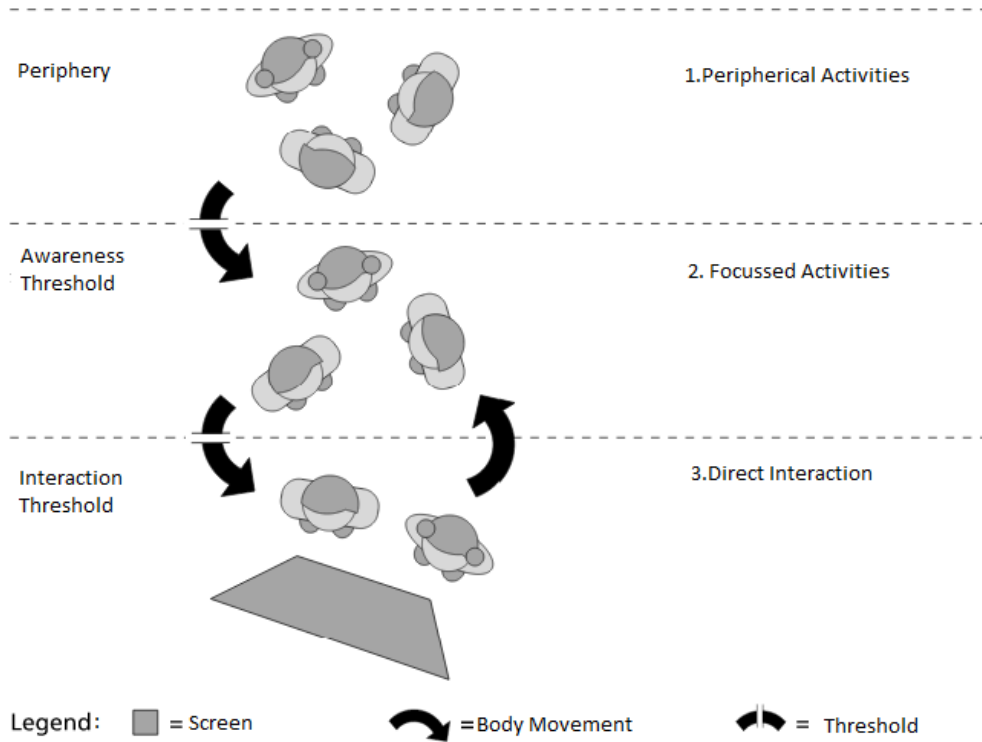 Periphery
1.Peripherical Activities
Awareness
Threshold
2. Focussed Activities
Interaction
Threshold
3.Direct Interaction
Legend: = Screen =Body Movement = Threshold